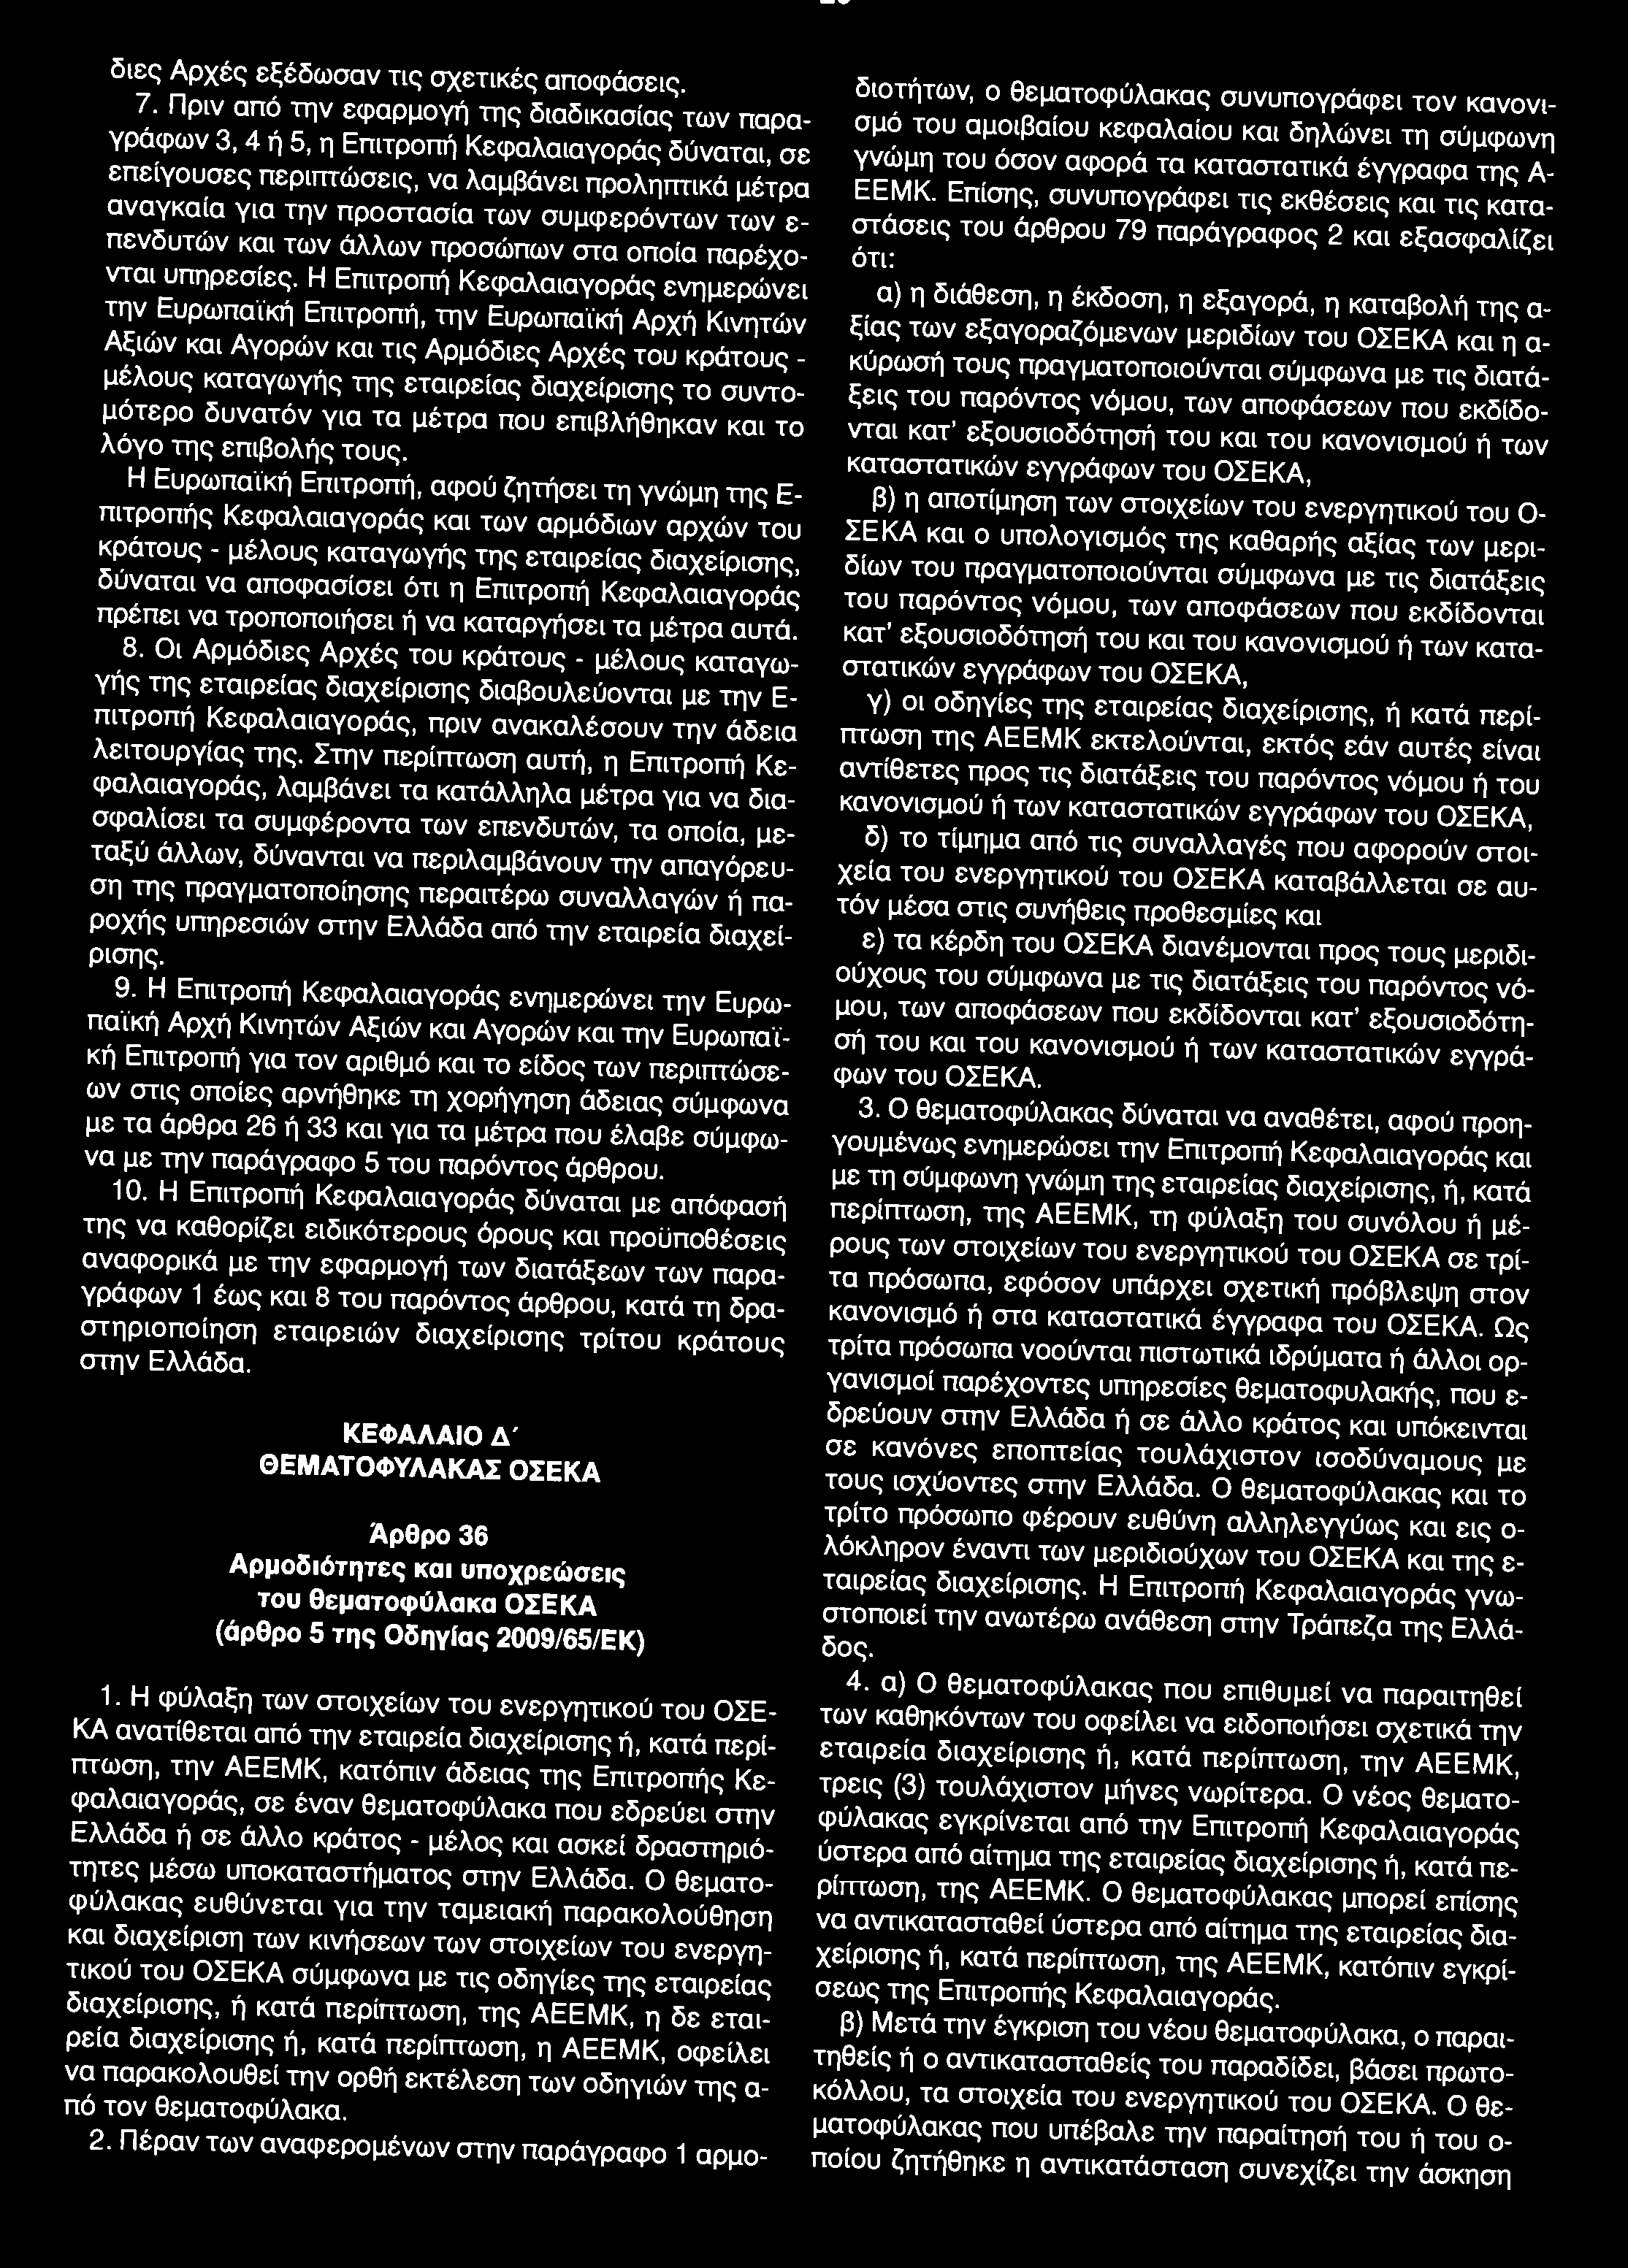 διες Αρχές εξέδωσαν τις σχετικές αποφάσεις.
7. Πριν από την εφαρμογή της διαδικασίας των παρα-
γράφων 3, 4 ή 5, η Επιτροπή Κεφαλαιαγοράς δύναται, σε
επείγουσες περιπτώσεις, να λαμβάνει προληπτικά μέτρα
αναγκαία για την προστασία των συμφερόντων των ε-
πενδυτών και των άλλων προσώπων στα οποία παρέχο-
νται υπηρεσίες. Η Επιτροπή Κεφαλαιαγοράς ενημερώνει
την Ευρωπαϊκή Επιτροπή, την Ευρωπαϊκή Αρχή Κινητών
Αξιών και Αγορών και τις Αρμόδιες Αρχές του κράτους -
μέλους καταγωγής της εταιρείας διαχείρισης το συντο-
μότερο δυνατόν για τα μέτρα που επιβλήθηκαν και το
λόγο της επιβολής τους.
Η Ευρωπαϊκή Επιτροπή, αφού ζητήσει τη γνώμη της Ε-
πιτροπής Κεφαλαιαγοράς και των αρμόδιων αρχών του
κράτους - μέλους καταγωγής της εταιρείας διαχείρισης,
δύναται να αποφασίσει ότι η Επιτροπή Κεφαλαιαγοράς
πρέπει να τροποποιήσει ή να καταργήσει τα μέτρα αυτά.
8. Οι Αρμόδιες Αρχές του κράτους - μέλους καταγω-
γής της εταιρείας διαχείρισης διαβουλεύονται με την Ε-
πιτροπή Κεφαλαιαγοράς, πριν ανακαλέσουν την άδεια
λειτουργίας της. Στην περίπτωση αυτή, η Επιτροπή Κε-
φαλαιαγοράς, λαμβάνει τα κατάλληλα μέτρα για να δια-
σφαλίσει τα συμφέροντα των επενδυτών, τα οποία, με-
ταξύ άλλων, δύνανται να περιλαμβάνουν την απαγόρευ-
ση της πραγματοποίησης περαιτέρω συναλλαγών ή πα-
ροχής υπηρεσιών στην Ελλάδα από την εταιρεία διαχεί-
ρισης.
9. Η Επιτροπή Κεφαλαιαγοράς ενημερώνει την Ευρω-
παϊκή Αρχή Κινητών Αξιών και Αγορών και την Ευρωπαϊ-
κή Επιτροπή για τον αριθμό και το είδος των περιπτώσε-
ων στις οποίες αρνήθηκε τη χορήγηση άδειας σύμφωνα
με τα άρθρα 26 ή 33 και για τα μέτρα που έλαβε σύμφω-
να με την παράγραφο 5 του παρόντος άρθρου.
10. Η Επιτροπή Κεφαλαιαγοράς δύναται με απόφασή
της να καθορίζει ειδικότερους όρους και προϋποθέσεις
αναφορικά με την εφαρμογή των διατάξεων των παρα-
γράφων 1 έως και 8 του παρόντος άρθρου, κατά τη δρα-
στηριοποίηση εταιρειών διαχείρισης τρίτου κράτους
στην Ελλάδα.
ΚΕΦΑΛΑΙΟ Δ΄
ΘΕΜΑΤΟΦΥΛΑΚΑΣ ΟΣΕΚΑ
Άρθρο 36
Αρμοδιότητες και υποχρεώσεις
του θεματοφύλακα ΟΣΕΚΑ
(άρθρο 5 της Οδηγίας 2009/65/ΕΚ)
1. Η φύλαξη των στοιχείων του ενεργητικού του ΟΣΕ-
ΚΑ ανατίθεται από την εταιρεία διαχείρισης ή, κατά περί-
πτωση, την ΑΕΕΜΚ, κατόπιν άδειας της Επιτροπής Κε-
φαλαιαγοράς, σε έναν θεματοφύλακα που εδρεύει στην
Ελλάδα ή σε άλλο κράτος - μέλος και ασκεί δραστηριό-
τητες μέσω υποκαταστήματος στην Ελλάδα. Ο θεματο-
φύλακας ευθύνεται για την ταμειακή παρακολούθηση
και διαχείριση των κινήσεων των στοιχείων του ενεργη-
τικού του ΟΣΕΚΑ σύμφωνα με τις οδηγίες της εταιρείας
διαχείρισης, ή κατά περίπτωση, της ΑΕΕΜΚ, η δε εται-
ρεία διαχείρισης ή, κατά περίπτωση, η ΑΕΕΜΚ, οφείλει
να παρακολουθεί την ορθή εκτέλεση των οδηγιών της α-
πό τον θεματοφύλακα.
2. Πέραν των αναφερομένων στην παράγραφο 1 αρμο-
διοτήτων, ο θεματοφύλακας συνυπογράφει τον κανονι-
σμό του αμοιβαίου κεφαλαίου και δηλώνει τη σύμφωνη
γνώμη του όσον αφορά τα καταστατικά έγγραφα της Α-
ΕΕΜΚ. Επίσης, συνυπογράφει τις εκθέσεις και τις κατα-
στάσεις του άρθρου 79 παράγραφος 2 και εξασφαλίζει
ότι:
α) η διάθεση, η έκδοση, η εξαγορά, η καταβολή της α-
ξίας των εξαγοραζόμενων μεριδίων του ΟΣΕΚΑ και η α-
κύρωσή τους πραγματοποιούνται σύμφωνα με τις διατά-
ξεις του παρόντος νόμου, των αποφάσεων που εκδίδο-
νται κατ’ εξουσιοδότησή του και του κανονισμού ή των
καταστατικών εγγράφων του ΟΣΕΚΑ,
β) η αποτίμηση των στοιχείων του ενεργητικού του Ο-
ΣΕΚΑ και ο υπολογισμός της καθαρής αξίας των μερι-
δίων του πραγματοποιούνται σύμφωνα με τις διατάξεις
του παρόντος νόμου, των αποφάσεων που εκδίδονται
κατ’ εξουσιοδότησή του και του κανονισμού ή των κατα-
στατικών εγγράφων του ΟΣΕΚΑ,
γ) οι οδηγίες της εταιρείας διαχείρισης, ή κατά περί-
πτωση της ΑΕΕΜΚ εκτελούνται, εκτός εάν αυτές είναι
αντίθετες προς τις διατάξεις του παρόντος νόμου ή του
κανονισμού ή των καταστατικών εγγράφων του ΟΣΕΚΑ,
δ) το τίμημα από τις συναλλαγές που αφορούν στοι-
χεία του ενεργητικού του ΟΣΕΚΑ καταβάλλεται σε αυ-
τόν μέσα στις συνήθεις προθεσμίες και
ε) τα κέρδη του ΟΣΕΚΑ διανέμονται προς τους μεριδι-
ούχους του σύμφωνα με τις διατάξεις του παρόντος νό-
μου, των αποφάσεων που εκδίδονται κατ’ εξουσιοδότη-
σή του και του κανονισμού ή των καταστατικών εγγρά-
φων του ΟΣΕΚΑ.
3. Ο θεματοφύλακας δύναται να αναθέτει, αφού προη-
γουμένως ενημερώσει την Επιτροπή Κεφαλαιαγοράς και
με τη σύμφωνη γνώμη της εταιρείας διαχείρισης, ή, κατά
περίπτωση, της ΑΕΕΜΚ, τη φύλαξη του συνόλου ή μέ-
ρους των στοιχείων του ενεργητικού του ΟΣΕΚΑ σε τρί-
τα πρόσωπα, εφόσον υπάρχει σχετική πρόβλεψη στον
κανονισμό ή στα καταστατικά έγγραφα του ΟΣΕΚΑ. Ως
τρίτα πρόσωπα νοούνται πιστωτικά ιδρύματα ή άλλοι ορ-
γανισμοί παρέχοντες υπηρεσίες θεματοφυλακής, που ε-
δρεύουν στην Ελλάδα ή σε άλλο κράτος και υπόκεινται
σε κανόνες εποπτείας τουλάχιστον ισοδύναμους με
τους ισχύοντες στην Ελλάδα. Ο θεματοφύλακας και το
τρίτο πρόσωπο φέρουν ευθύνη αλληλεγγύως και εις ο-
λόκληρον έναντι των μεριδιούχων του ΟΣΕΚΑ και της ε-
ταιρείας διαχείρισης. Η Επιτροπή Κεφαλαιαγοράς γνω-
στοποιεί την ανωτέρω ανάθεση στην Τράπεζα της Ελλά-
δος.
4. α) Ο θεματοφύλακας που επιθυμεί να παραιτηθεί
των καθηκόντων του οφείλει να ειδοποιήσει σχετικά την
εταιρεία διαχείρισης ή, κατά περίπτωση, την ΑΕΕΜΚ,
τρεις (3) τουλάχιστον μήνες νωρίτερα. Ο νέος θεματο-
φύλακας εγκρίνεται από την Επιτροπή Κεφαλαιαγοράς
ύστερα από αίτημα της εταιρείας διαχείρισης ή, κατά πε-
ρίπτωση, της ΑΕΕΜΚ. Ο θεματοφύλακας μπορεί επίσης
να αντικατασταθεί ύστερα από αίτημα της εταιρείας δια-
χείρισης ή, κατά περίπτωση, της ΑΕΕΜΚ, κατόπιν εγκρί-
σεως της Επιτροπής Κεφαλαιαγοράς.
β) Μετά την έγκριση του νέου θεματοφύλακα, ο παραι-
τηθείς ή ο αντικατασταθείς του παραδίδει, βάσει πρωτο-
κόλλου, τα στοιχεία του ενεργητικού του ΟΣΕΚΑ. Ο θε-
ματοφύλακας που υπέβαλε την παραίτησή του ή του ο-
ποίου ζητήθηκε η αντικατάσταση συνεχίζει την άσκηση